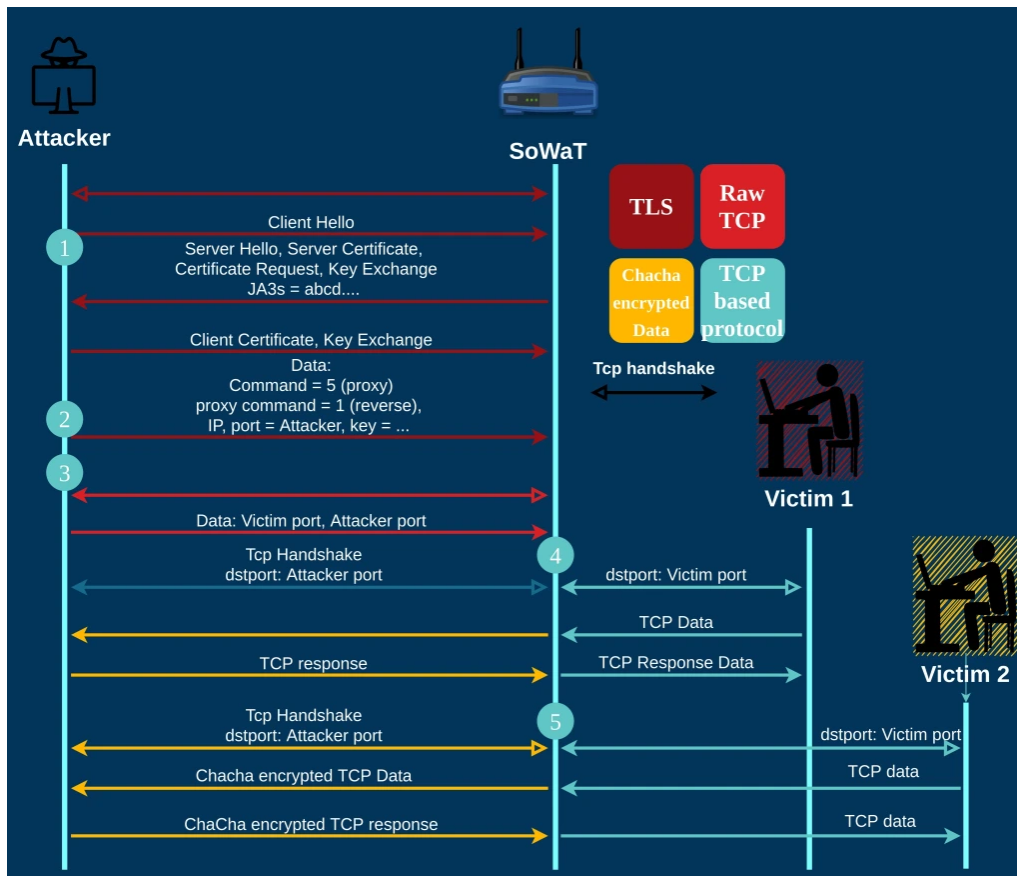 Attacker
SoWaT
TLS
Raw
TCP
Client Hello
1
Server Hello, Server Certificate,
Certificate Request, Key Exchange
JA3s = abcd....
Chacha
encrypted
Data
TCP
based
protocol
Client Certificate, Key Exchange
Data:
Command = 5 (proxy)
proxy command = 1 (reverse),
IP, port = Attacker, key = ...
Tcp handshake
2
3
Victim 1
Data: Victim port, Attacker port
Tcp Handshake
dstport: Attacker port
4
dstport: Victim port
TCP Data
TCP response
TCP Response Data
Victim 2
Tcp Handshake
dstport: Attacker port
5
dstport: Victim port
Chacha encrypted TCP Data
TCP data
ChaCha encrypted TCP response
TCP data